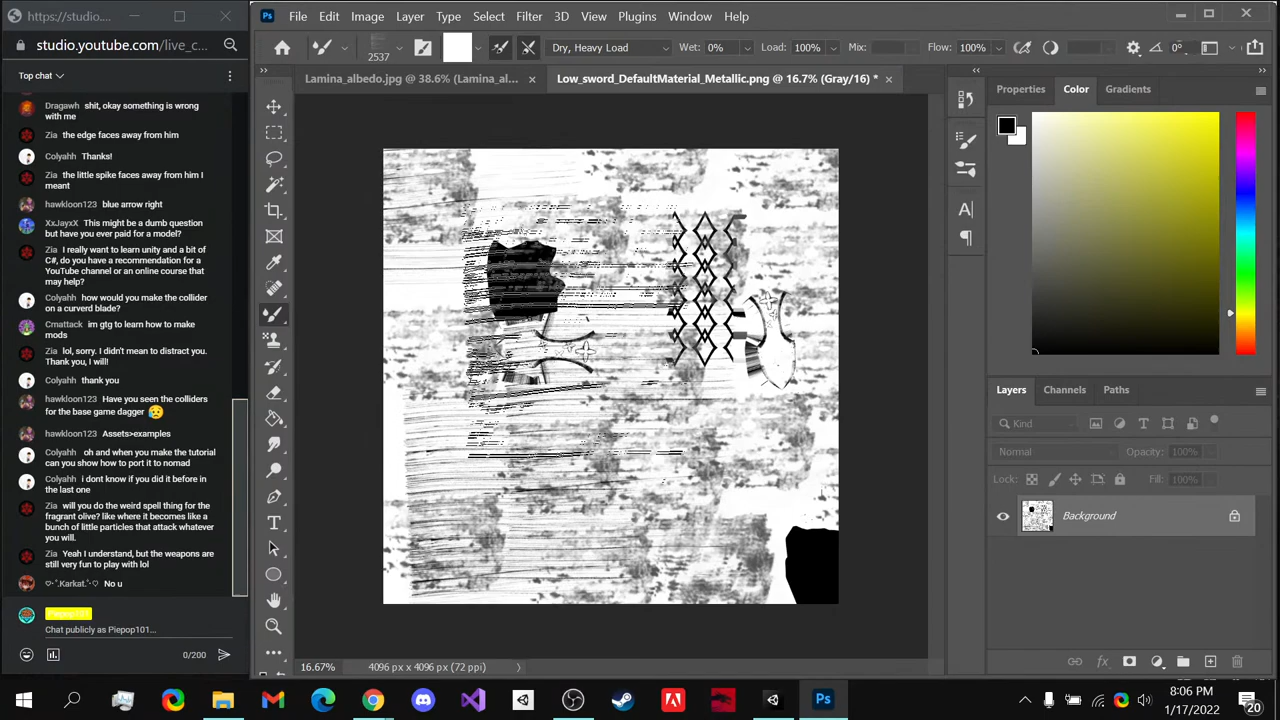 https://studio....
studio.youtube.com/live_c...
Top chat
Dragawh shit, okay something is wrong
with me
Zia the edge faces away from him
Colyahh Thanks!
Zia the little spike faces away from him I
meant
hawkloon123 blue arrow right
XxJayxX This might be a dumb question
but have you ever paid for a model?
Zia I really want to learn unity and a bit of
C#, do you have a recommendation for a
YouTube channel or an online course that
may help?
Colyahh how would you make the collider
on a curverd blade?
Cmattack im gtg to learn how to make
mods
Zia lol, sorry. I didn't mean to distract you.
Thank you, I will!
Colyahh thank you
hawkloon123 Have you seen the colliders
for the base game dagger 😥
hawkloon123 Assets>examples
Colyahh oh and when you make the tutorial
can you show how to port it to nomad
Colyahh i dont know if you did it before in
the last one
Zia will you do the weird spell thing for the
fragrant olive? like where it becomes like a
bunch of little particles that attack whatever
you will.
Zia Yeah I understand, but the weapons are
still very fun to play with lol
♡·˚.Karkat.˚·♡ No u
Piepop101
Chat publicly as Piepop101...
0/200
Ps File Edit Image Layer Type Select Filter 3D View Plugins Window Help
2537 Dry, Heavy Load Wet: 0% Load: 100% Mix: Flow: 100% 0°
Lamina_albedo.jpg @ 38.6% (Lamina_al... × Low_sword_DefaultMaterial_Metallic.png @ 16.7% (Gray/16) * ×
Properties Color Gradients
Layers Channels Paths
Kind
Normal Opacity: 100%
Lock: Fill: 100%
Background
16.67% 4096 px x 4096 px (72 ppi)
Ps
8:06 PM
1/17/2022
20